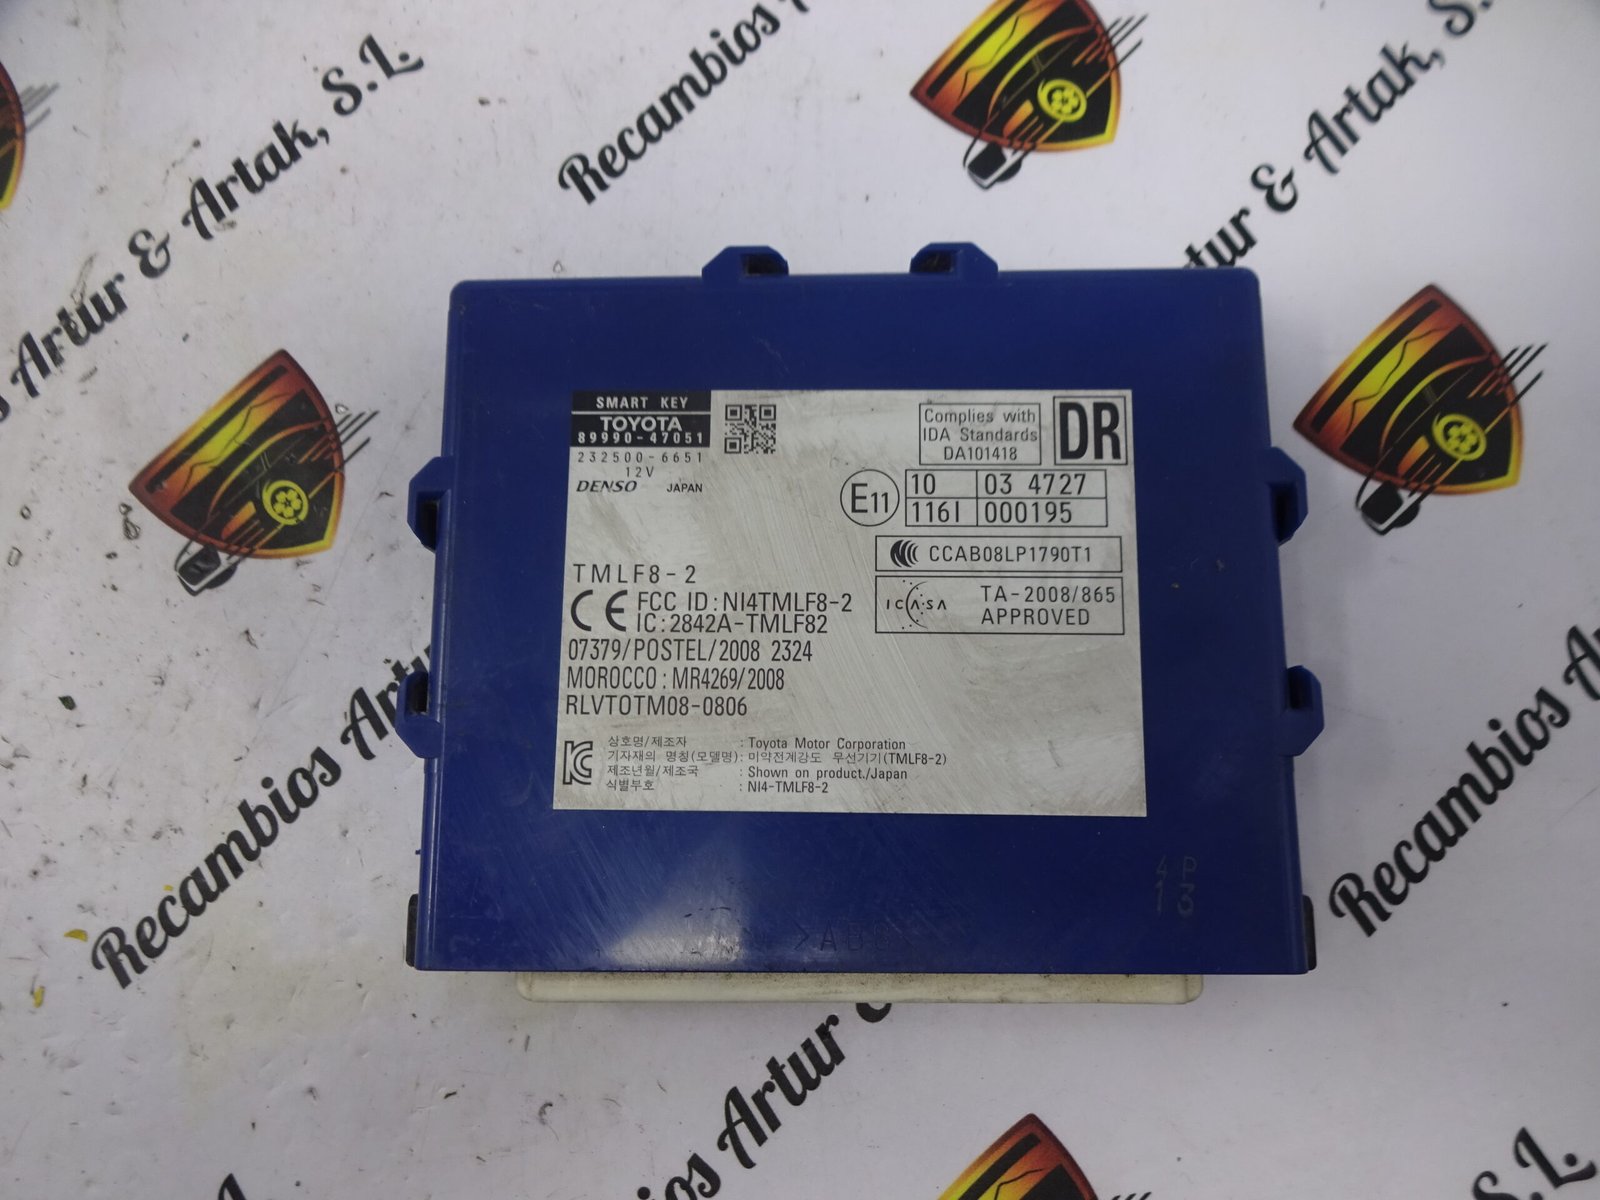 Artur & Artak, S.L.
Recambios
Artur & Artak, S.
SMART KEY
TOYOTA
89990-47051
232500-6651
12V
DENSO JAPAN
Complies with
IDA Standards
DA101418
DR
E11
10 03 4727
116I 000195
CCAB08LP1790T1
ICASA
TA-2008/865
APPROVED
TMLF8-2
CE FCC ID:NI4TMLF8-2
IC:2842A-TMLF82
07379/POSTEL/2008 2324
MOROCCO:MR4269/2008
RLVTOTM08-0806
상호명/제조자 : Toyota Motor Corporation
기자재의 명칭(모델명): 미약전계강도 무선기기(TMLF8-2)
제조년월/제조국 : Shown on product./Japan
식별부호 : NI4-TMLF8-2
Recambios Artur
Recambios
Recambios Artur
S.L.